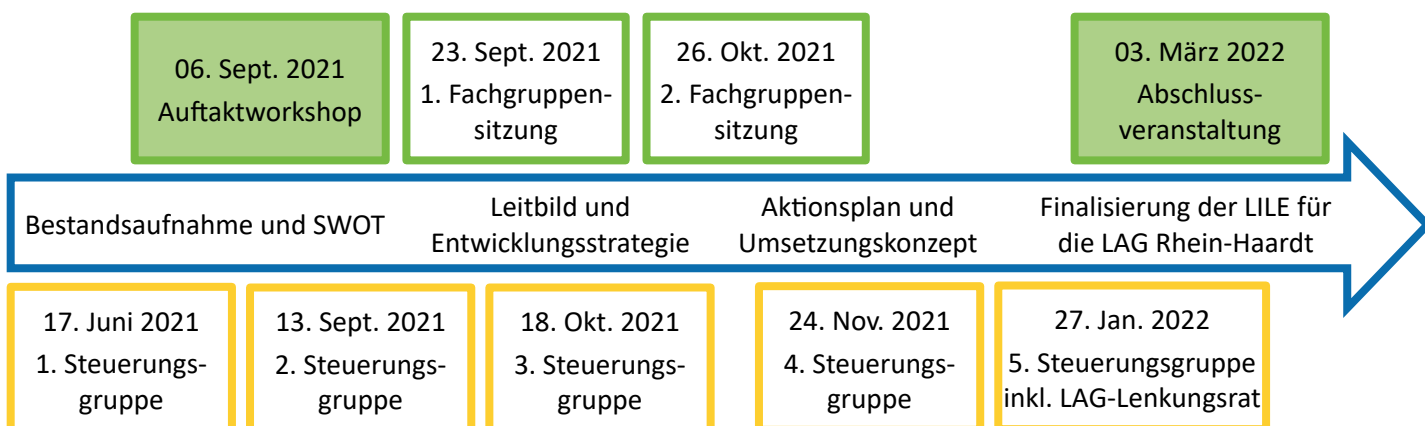 06. Sept. 2021
Auftaktworkshop
23. Sept. 2021
1. Fachgruppen-
sitzung
26. Okt. 2021
2. Fachgruppen-
sitzung
03. März 2022
Abschluss-
veranstaltung
Bestandsaufnahme und SWOT
Leitbild und
Entwicklungsstrategie
Aktionsplan und
Umsetzungskonzept
Finalisierung der LILE für
die LAG Rhein-Haardt
17. Juni 2021
1. Steuerungs-
gruppe
13. Sept. 2021
2. Steuerungs-
gruppe
18. Okt. 2021
3. Steuerungs-
gruppe
24. Nov. 2021
4. Steuerungs-
gruppe
27. Jan. 2022
5. Steuerungsgruppe
inkl. LAG-Lenkungsrat